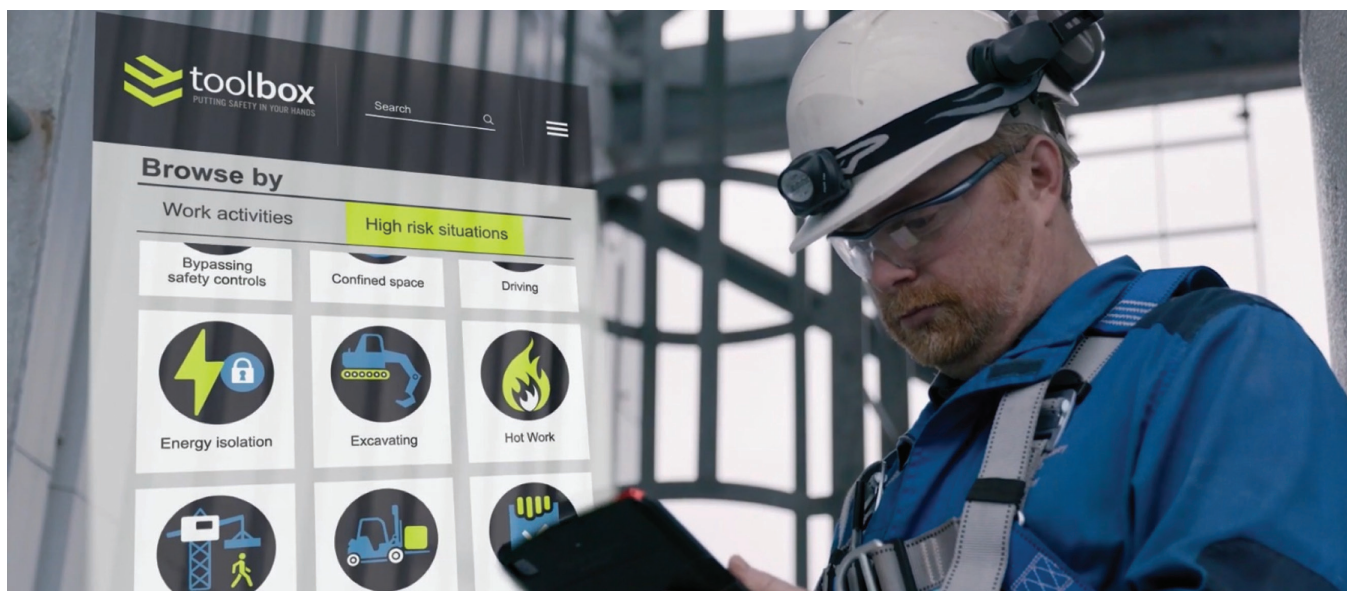 toolbox
PUTTING SAFETY IN YOUR HANDS
Search
Browse by
Work activities
High risk situations
Bypassing
safety controls
Confined space
Driving
Energy isolation
Excavating
Hot Work